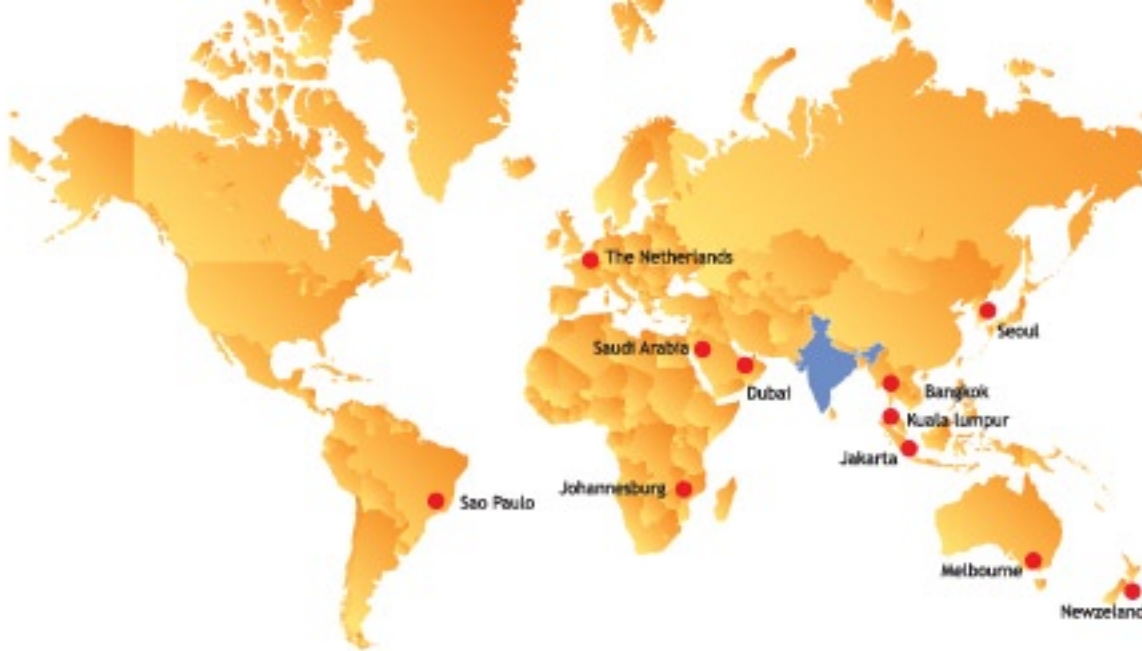 The Netherlands
Seoul
Saudi Arabia
Dubai
Bangkok
Kuala lumpur
Jakarta
Johannesburg
Sao Paulo
Melbourne
Newzeland